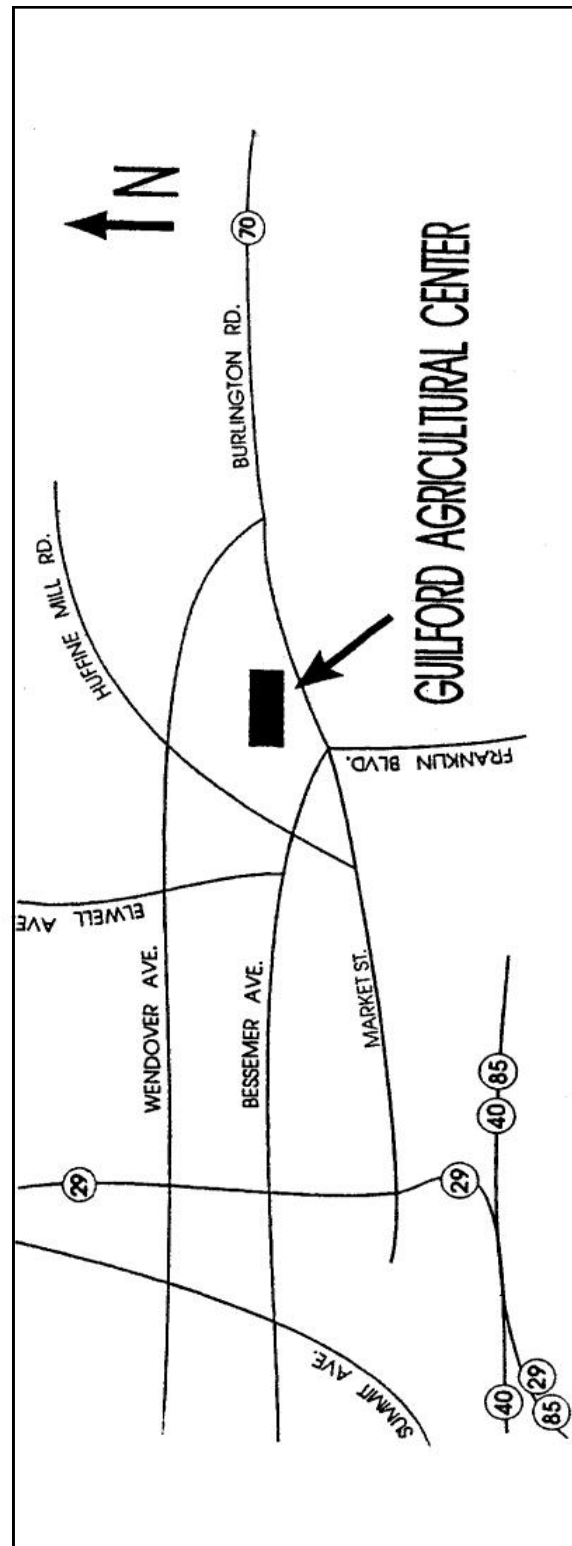 N
70
BURLINGTON RD.
GUILFORD AGRICULTURAL CENTER
HUFFINE MILL RD.
FRANKLIN BLVD.
ELWELL AVE.
WENDOVER AVE.
BESSEMER AVE.
MARKET ST.
40
85
29
29
SUMMIT AVE.
40
29
85